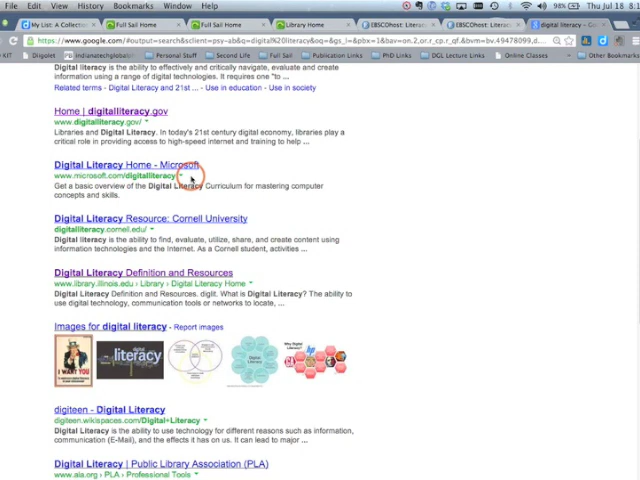 File Edit View History Bookmarks Window Help 98% Thu Jul 18 8:1
My List: A Collection Full Sail Home Full Sail Home Library Home EBSCOhost: EBSCOhost: digital literacy - Goo
https://www.google.com/#output=search&sclient=psy-ab&q=digital%20literacy&oq=&gs_l=&pbx=1&bav=on.2,or.r_cp.r_qf.&bvm=bv.49478099,d
KIT Diigolet indianatechglobal Personal Stuff Second Life Full Sail Publication Links PhD Links DGL Lecture Links Online Classes Other Bookmarks
Digital literacy is the ability to effectively and critically navigate, evaluate and create
information using a range of digital technologies. It requires one "to ...
Related terms - Digital Literacy and 21st ... - Use in education - Use in society
Home | digitalliteracy.gov
www.digitalliteracy.gov/
Libraries and Digital Literacy. In today's 21st century digital economy, libraries play a
critical role in providing access to high-speed internet and training to help ...
Digital Literacy Home - Microsoft
www.microsoft.com/digitalliteracy
Get a basic overview of the Digital Literacy Curriculum for mastering computer
concepts and skills.
Digital Literacy Resource: Cornell University
digitalliteracy.cornell.edu/
Digital literacy is the ability to find, evaluate, utilize, share, and create content using
information technologies and the Internet. As a Cornell student, activities ...
Digital Literacy Definition and Resources
www.library.illinois.edu › Library › Digital Literacy Home
Digital Literacy Definition and Resources. diglit. What is Digital Literacy? The ability to
use digital technology, communication tools or networks to locate, ...
Images for digital literacy - Report images
I WANT YOU
literacy
Why Digital Literacy?
digiteen - Digital Literacy
digiteen.wikispaces.com/Digital+Literacy
Digital Literacy is the ability to use technology for different reasons such as information,
communication (E-Mail), and the effects it has on us. It can lead to major ...
Digital Literacy | Public Library Association (PLA)
www.ala.org › PLA › Professional Tools